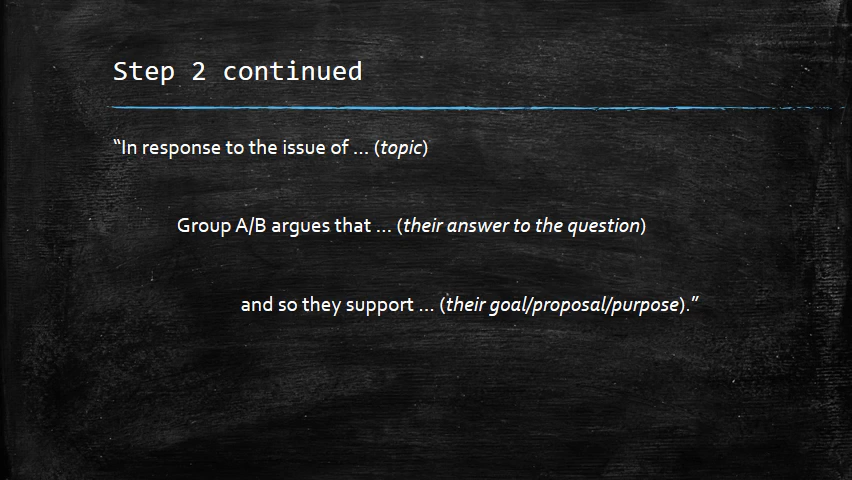 Step 2 continued
“In response to the issue of … (topic)
Group A/B argues that … (their answer to the question)
and so they support … (their goal/proposal/purpose).”